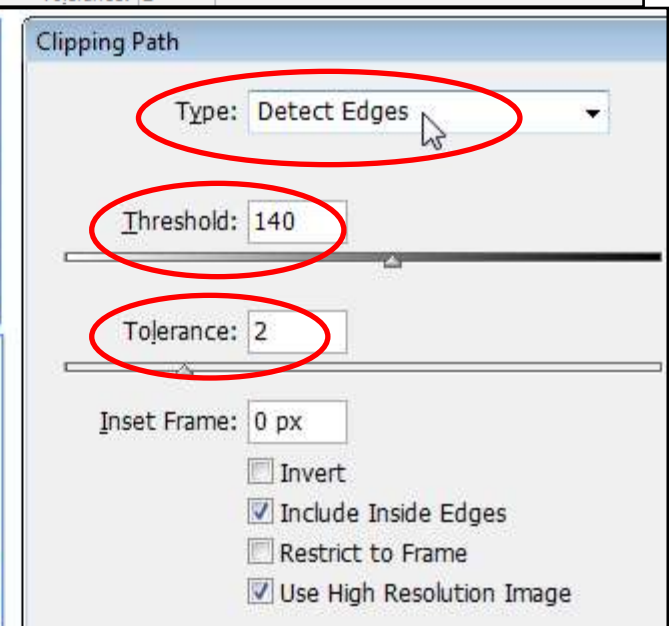 Clipping Path
Type: Detect Edges
Threshold: 140
Tolerance: 2
Inset Frame: 0 px
Invert
Include Inside Edges
Restrict to Frame
Use High Resolution Image